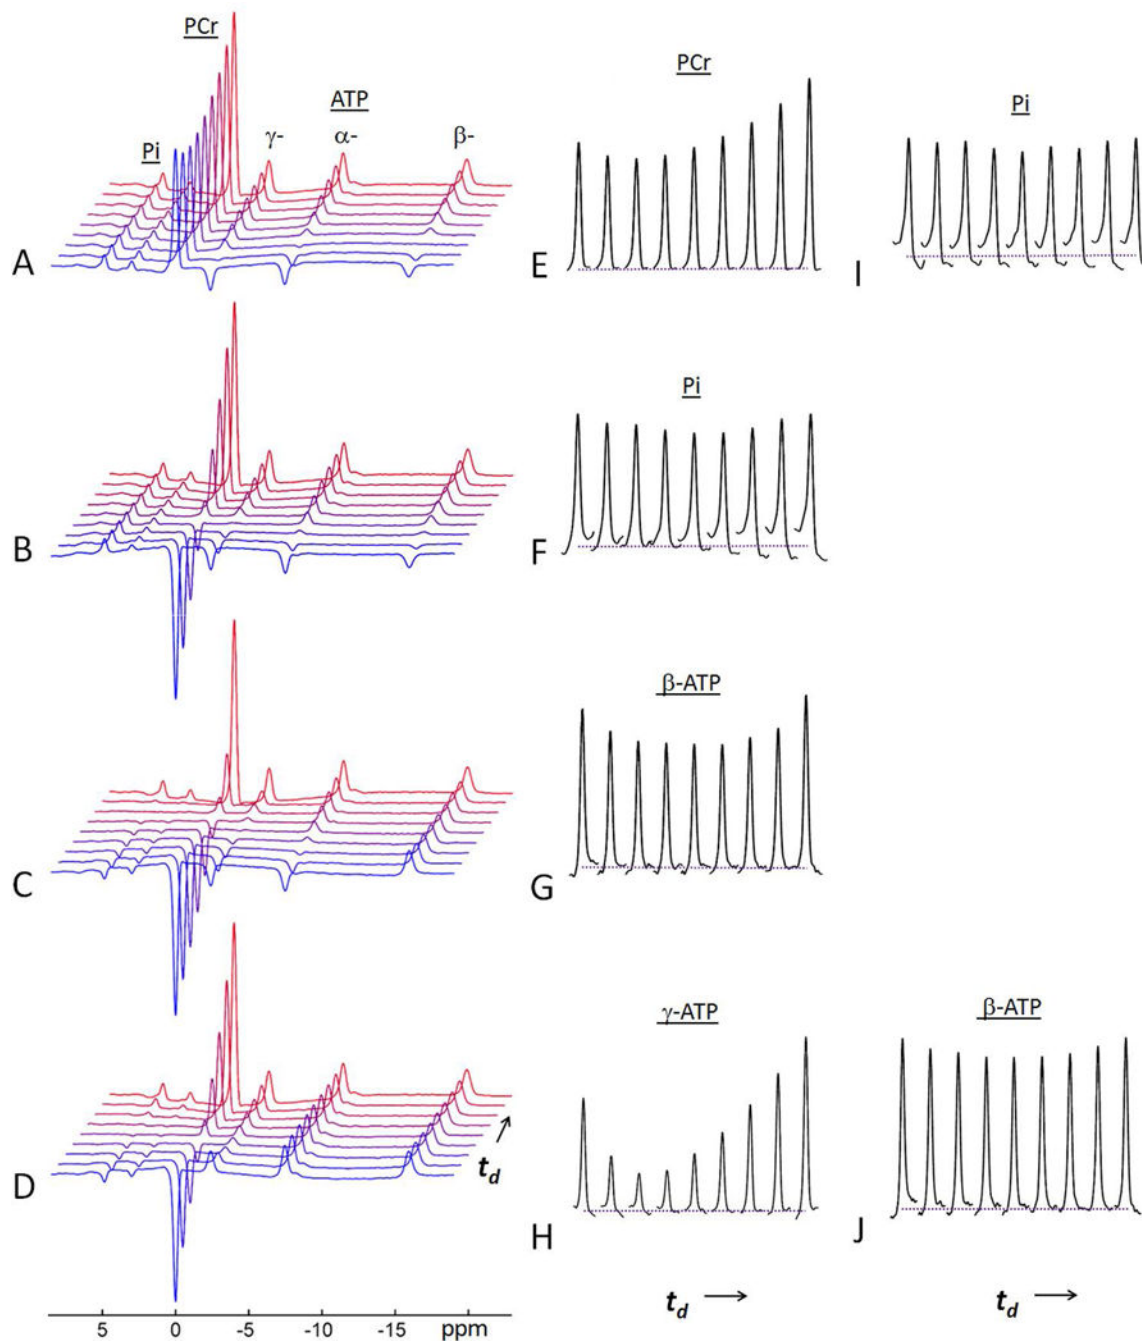 PCr
ATP
γ-
α-
β-
Pi
A
PCr
E
Pi
I
B
Pi
F
C
β-ATP
G
D
t_d
γ-ATP
H
β-ATP
J
5 0 -5 -10 -15 ppm
t_d →
t_d →